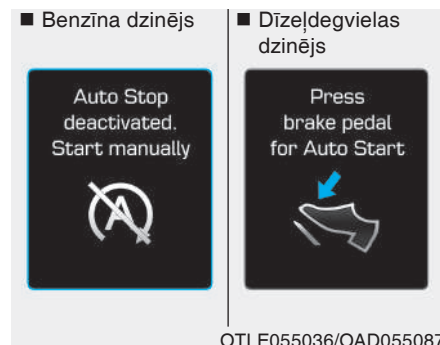 ■ Benzīna dzinējs
Auto Stop
deactivated.
Start manually
A
■ Dīzeļdegvielas
dzinējs
Press
brake pedal
for Auto Start
OTLE055036/OAD055087